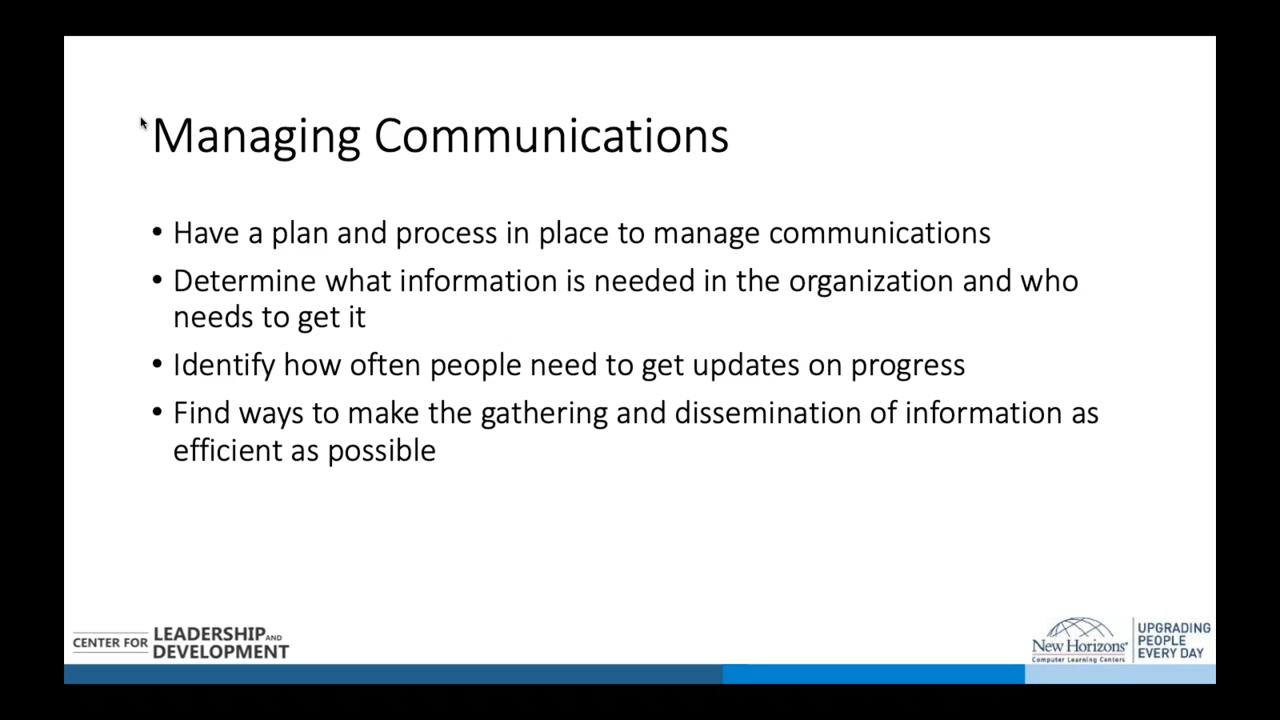 Managing Communications
• Have a plan and process in place to manage communications
• Determine what information is needed in the organization and who
needs to get it
• Identify how often people need to get updates on progress
• Find ways to make the gathering and dissemination of information as
efficient as possible
CENTER FOR LEADERSHIP AND
DEVELOPMENT
New Horizons®
Computer Learning Centers
UPGRADING
PEOPLE
EVERY DAY